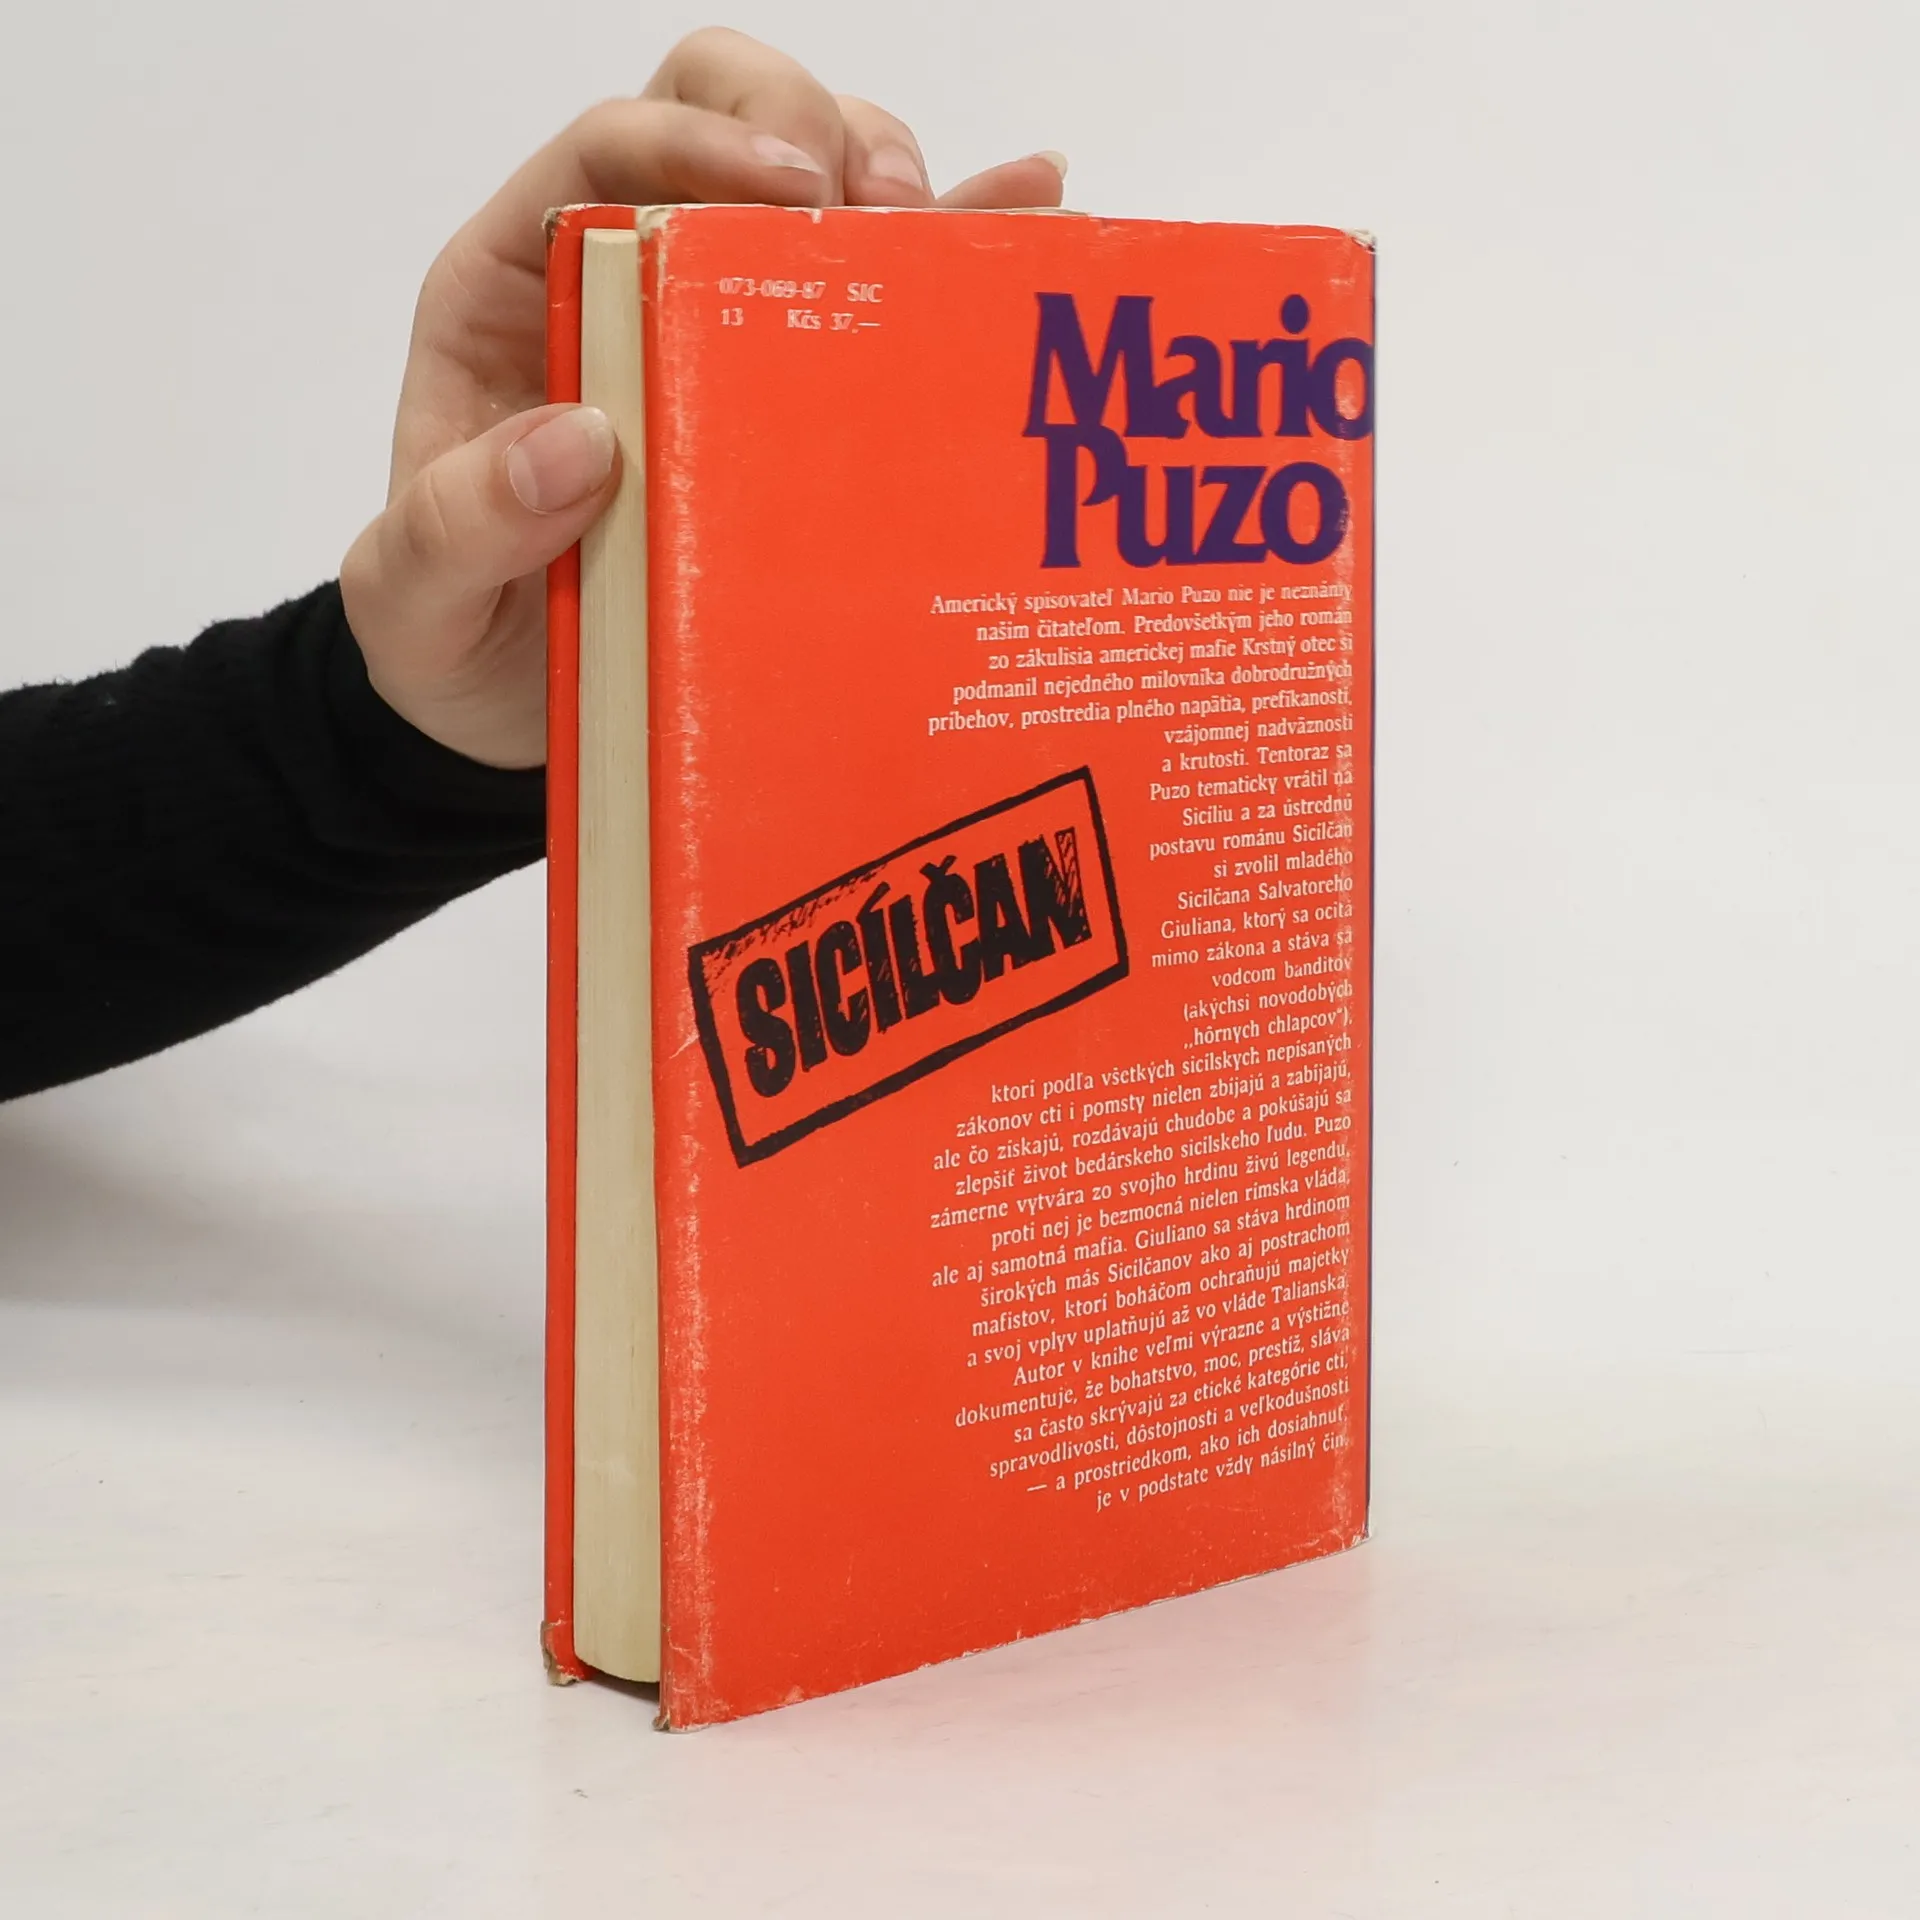 073-069-87 SIC
13 Kčs 37,—
Mario
Puzo
Americký spisovateľ Mario Puzo nie je neznámy
našim čitateľom. Predovšetkým jeho román
zo zákulisia americkej mafie Krstný otec si
podmanil nejedného milovníka dobrodružných
príbehov, prostredia plného napätia, prefíkanosti,
vzájomnej nadväznosti
a krutosti. Tentoraz sa
Puzo tematicky vrátil na
Sicíliu a za ústrednú
postavu románu Sicílčan
si zvolil mladého
Sicílčana Salvatoreho
Giuliana, ktorý sa ocitá
mimo zákona a stáva sa
vodcom banditov
(akýchsi novodobých
„hôrnych chlapcov“),
ktorí podľa všetkých sicílskych nepísaných
zákonov cti i pomsty nielen zbíjajú a zabíjajú,
ale čo získajú, rozdávajú chudobe a pokúšajú sa
zlepšiť život bedárskeho sicílskeho ľudu. Puzo
zámerne vytvára zo svojho hrdinu živú legendu,
proti nej je bezmocná nielen rímska vláda,
ale aj samotná mafia. Giuliano sa stáva hrdinom
širokých más Sicílčanov ako aj postrachom
mafistov, ktorí boháčom ochraňujú majetky
a svoj vplyv uplatňujú až vo vláde Talianska.
Autor v knihe veľmi výrazne a výstižne
dokumentuje, že bohatstvo, moc, prestíž, sláva
sa často skrývajú za etické kategórie cti,
spravodlivosti, dôstojnosti a veľkodušnosti
— a prostriedkom, ako ich dosiahnuť,
je v podstate vždy násilný čin.
SICÍLČAN